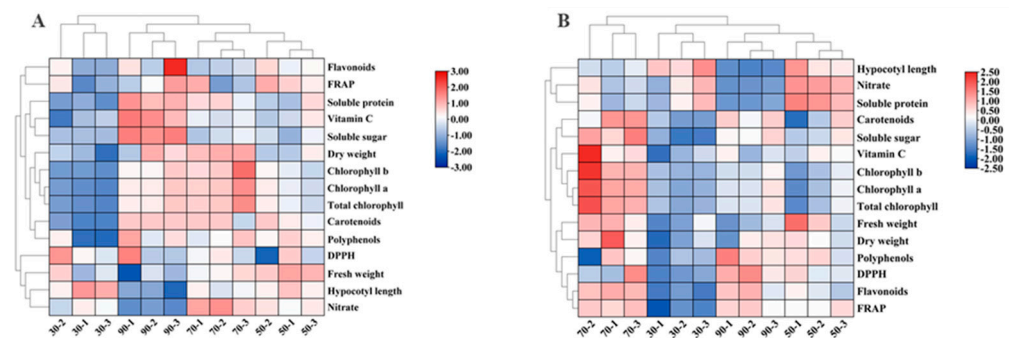 A
Flavonoids
FRAP
Soluble protein
Vitamin C
Soluble sugar
Dry weight
Chlorophyll b
Chlorophyll a
Total chlorophyll
Carotenoids
Polyphenols
DPPH
Fresh weight
Hypocotyl length
Nitrate
3.00
2.00
1.00
0.00
-1.00
-2.00
-3.00
30-2 30-1 30-3 90-1 90-2 90-3 70-1 70-2 70-3 50-2 50-1 50-3
B
Hypocotyl length
Nitrate
Soluble protein
Carotenoids
Soluble sugar
Vitamin C
Chlorophyll b
Chlorophyll a
Total chlorophyll
Fresh weight
Dry weight
Polyphenols
DPPH
Flavonoids
FRAP
2.50
2.00
1.50
1.00
0.50
0.00
-0.50
-1.00
-1.50
-2.00
-2.50
70-2 70-1 70-3 30-1 30-2 30-3 90-1 90-2 90-3 50-1 50-2 50-3